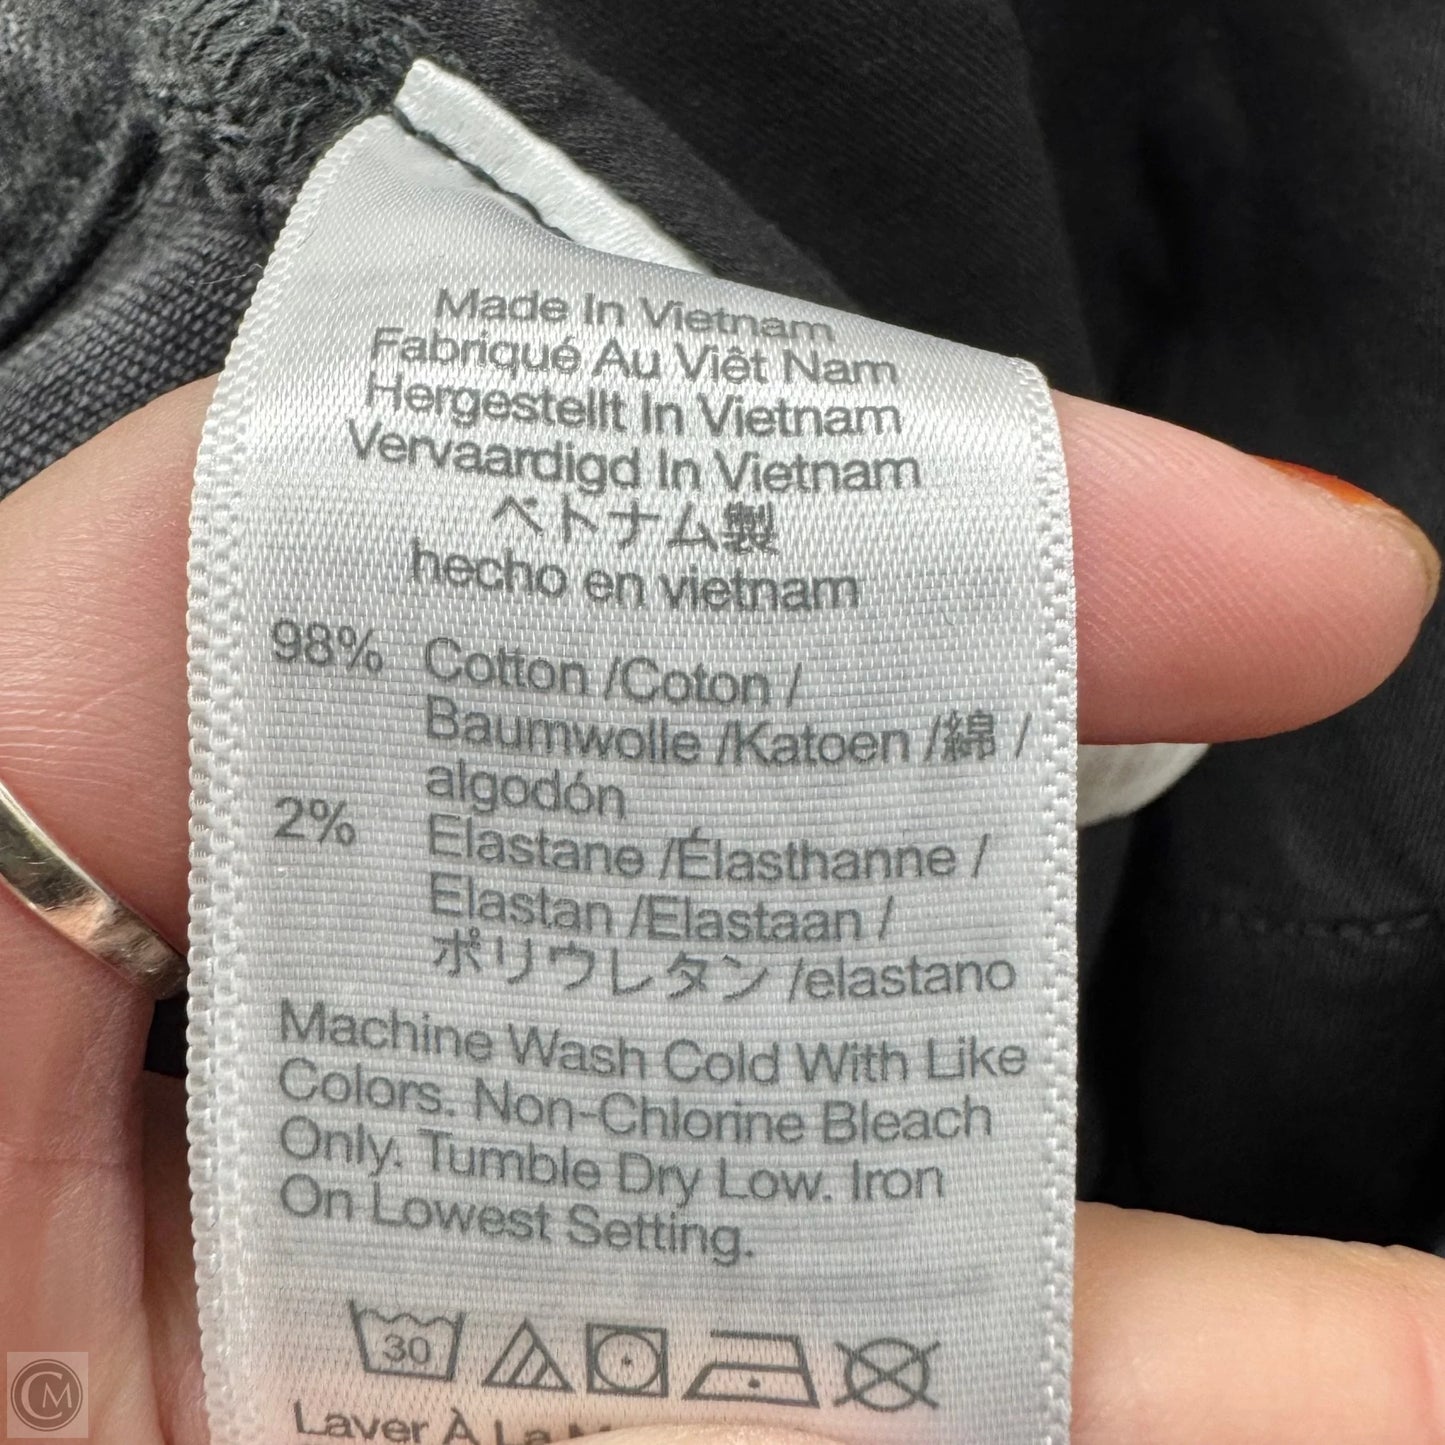 Made In Vietnam
Fabriqué Au Viêt Nam
Hergestellt In Vietnam
Vervaardigd In Vietnam
ベトナム製
hecho en vietnam
98% Cotton /Coton /
Baumwolle /Katoen /綿 /
algodón
2% Elastane /Élasthanne /
Elastan /Elastaan /
ポリウレタン /elastano
Machine Wash Cold With Like
Colors. Non-Chlorine Bleach
Only. Tumble Dry Low. Iron
On Lowest Setting.
30
Laver À La
CM